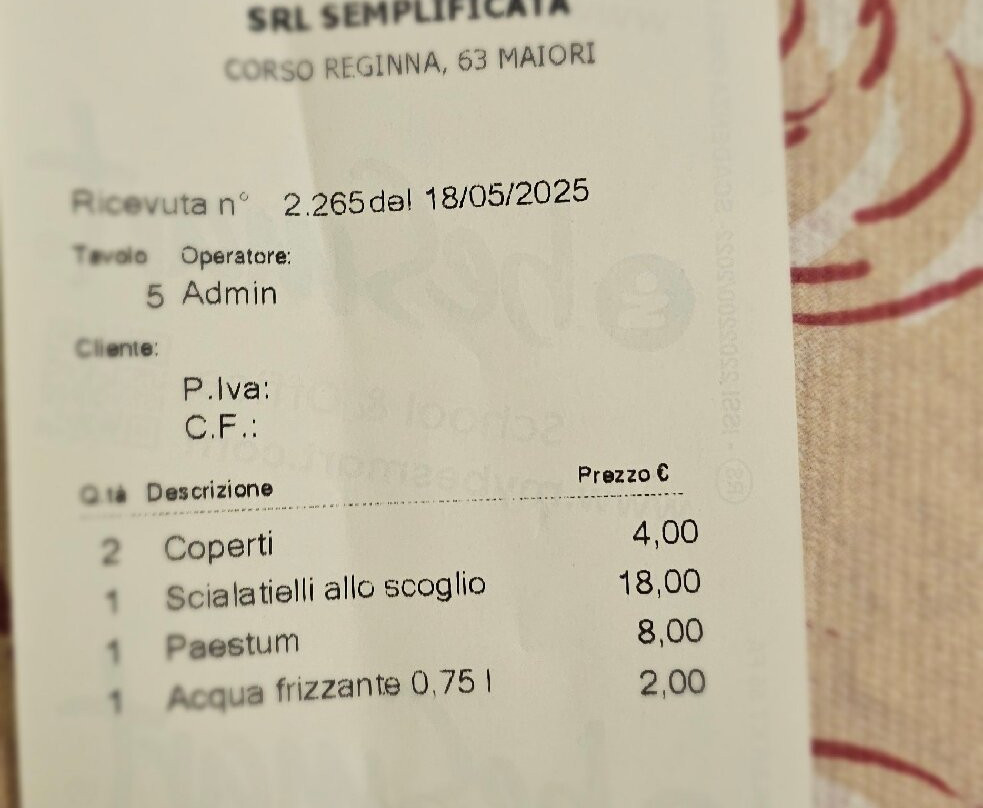 SRL SEMPLIFICATA
CORSO REGINNA, 63 MAIORI
Ricevuta n° 2.265 del 18/05/2025
Tavolo Operatore:
5 Admin
Cliente:
P.Iva:
C.F.:
Q.tà Descrizione Prezzo €
2 Coperti 4,00
1 Scialatielli allo scoglio 18,00
1 Paestum 8,00
1 Acqua frizzante 0,75 l 2,00